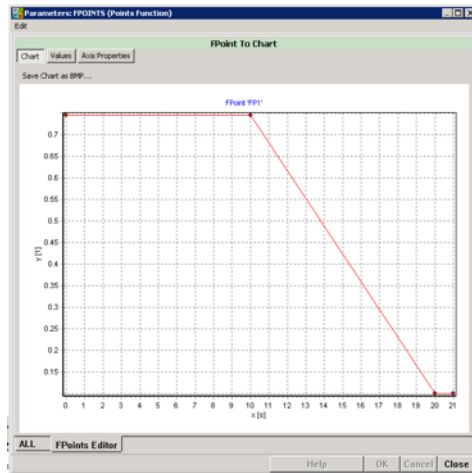 Parameters: FPOINTS (Points Function)
Edit
FPoint To Chart
Chart Values Axis Properties
Save Chart as BMP...
FPoint 'FP1'
0.7
0.65
0.6
0.55
0.5
0.45
0.4
0.35
0.3
0.25
0.2
0.15
y [1]
0 1 2 3 4 5 6 7 8 9 10 11 12 13 14 15 16 17 18 19 20 21
x [s]
ALL FPoints Editor
Help OK Cancel Close